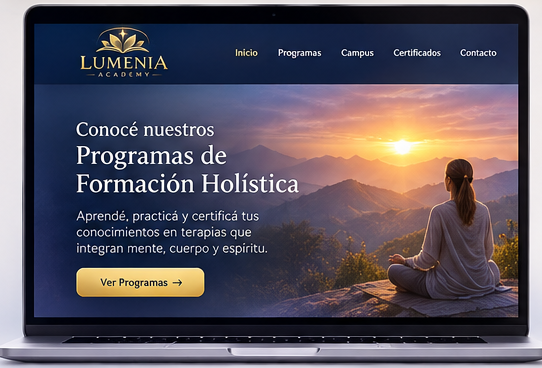 LUMENIA
ACADEMY
Inicio
Programas
Campus
Certificados
Contacto
Conocé nuestros
Programas de
Formación Holística
Aprendé, practicá y certificá tus
conocimientos en terapias que
integran mente, cuerpo y espíritu.
Ver Programas →